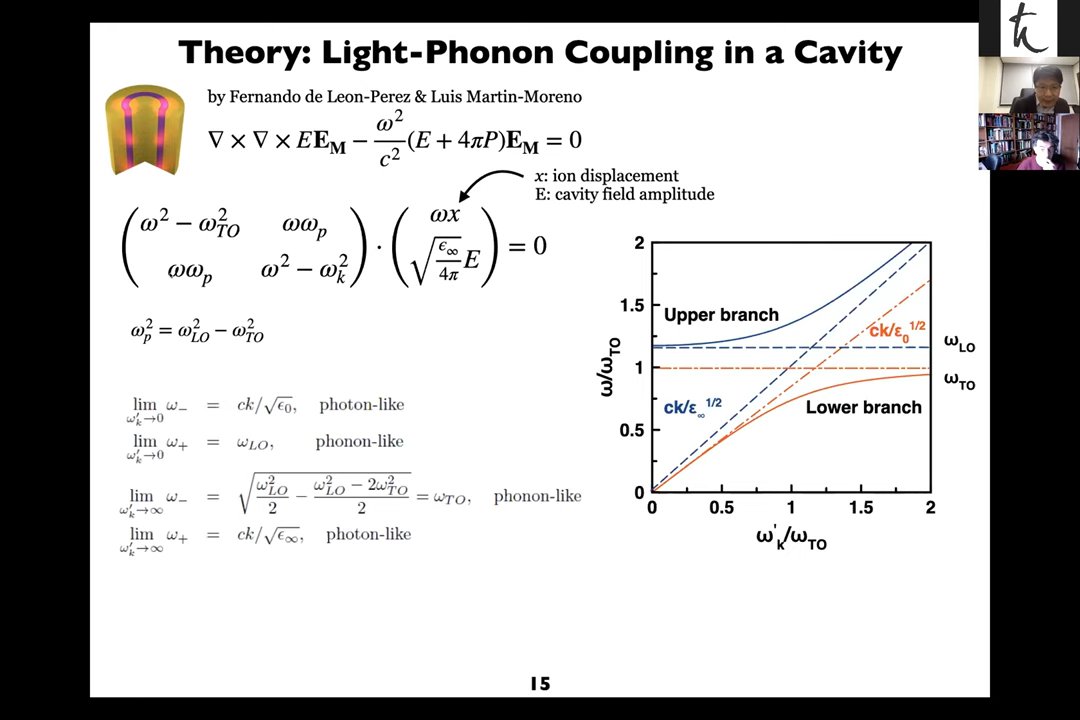 Theory: Light-Phonon Coupling in a Cavity
by Fernando de Leon-Perez & Luis Martin-Moreno
∇ × ∇ × E𝐄_𝐌 − ω²/c² (E + 4πP)𝐄_𝐌 = 0
x: ion displacement
E: cavity field amplitude
( ω² − ω²_TO   ωω_p ; ωω_p   ω² − ω²_k ) · ( ωx ; √(ϵ_∞/4π) E ) = 0
ω²_p = ω²_LO − ω²_TO
lim_{ω′_k→0} ω_− = ck/√ϵ_0, photon-like
lim_{ω′_k→0} ω_+ = ω_LO, phonon-like
lim_{ω′_k→∞} ω_− = √(ω²_LO/2 − (ω²_LO − 2ω²_TO)/2) = ω_TO, phonon-like
lim_{ω′_k→∞} ω_+ = ck/√ϵ_∞, photon-like
2
1.5
1
0.5
0
ω/ω_TO
Upper branch
ck/ε_0^1/2
ω_LO
ω_TO
ck/ε_∞^1/2
Lower branch
0 0.5 1 1.5 2
ω'_k/ω_TO
15